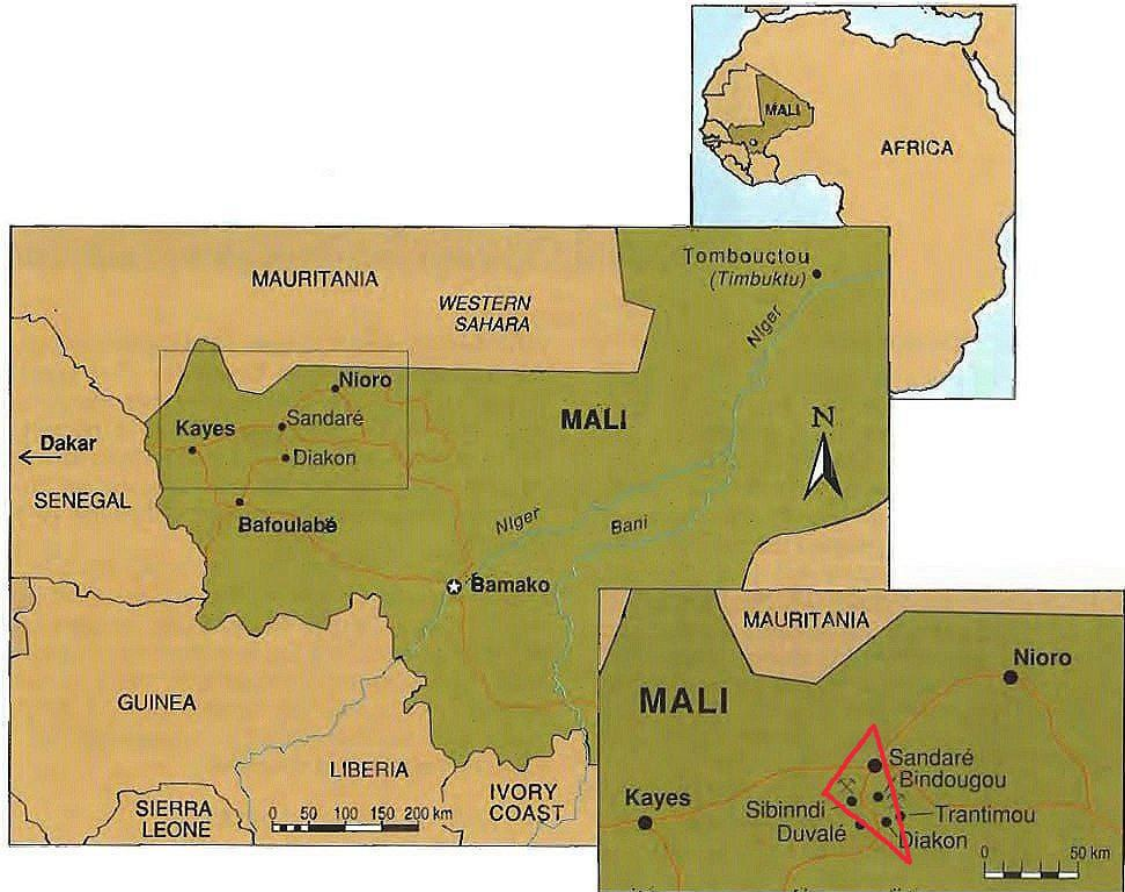 MALI
AFRICA
MAURITANIA
WESTERN
SAHARA
Tombouctou
(Timbuktu)
Niger
Nioro
Sandaré
Kayes
MALI
N
Dakar
Diakon
SENEGAL
Bafoulabé
Niger
Bani
Bamako
GUINEA
LIBERIA
SIERRA
LEONE
IVORY
COAST
0 50 100 150 200 km
MAURITANIA
Nioro
MALI
Sandaré
Bindougou
Kayes
Sibinndi
Trantimou
Duvalé
Diakon
0 50 km